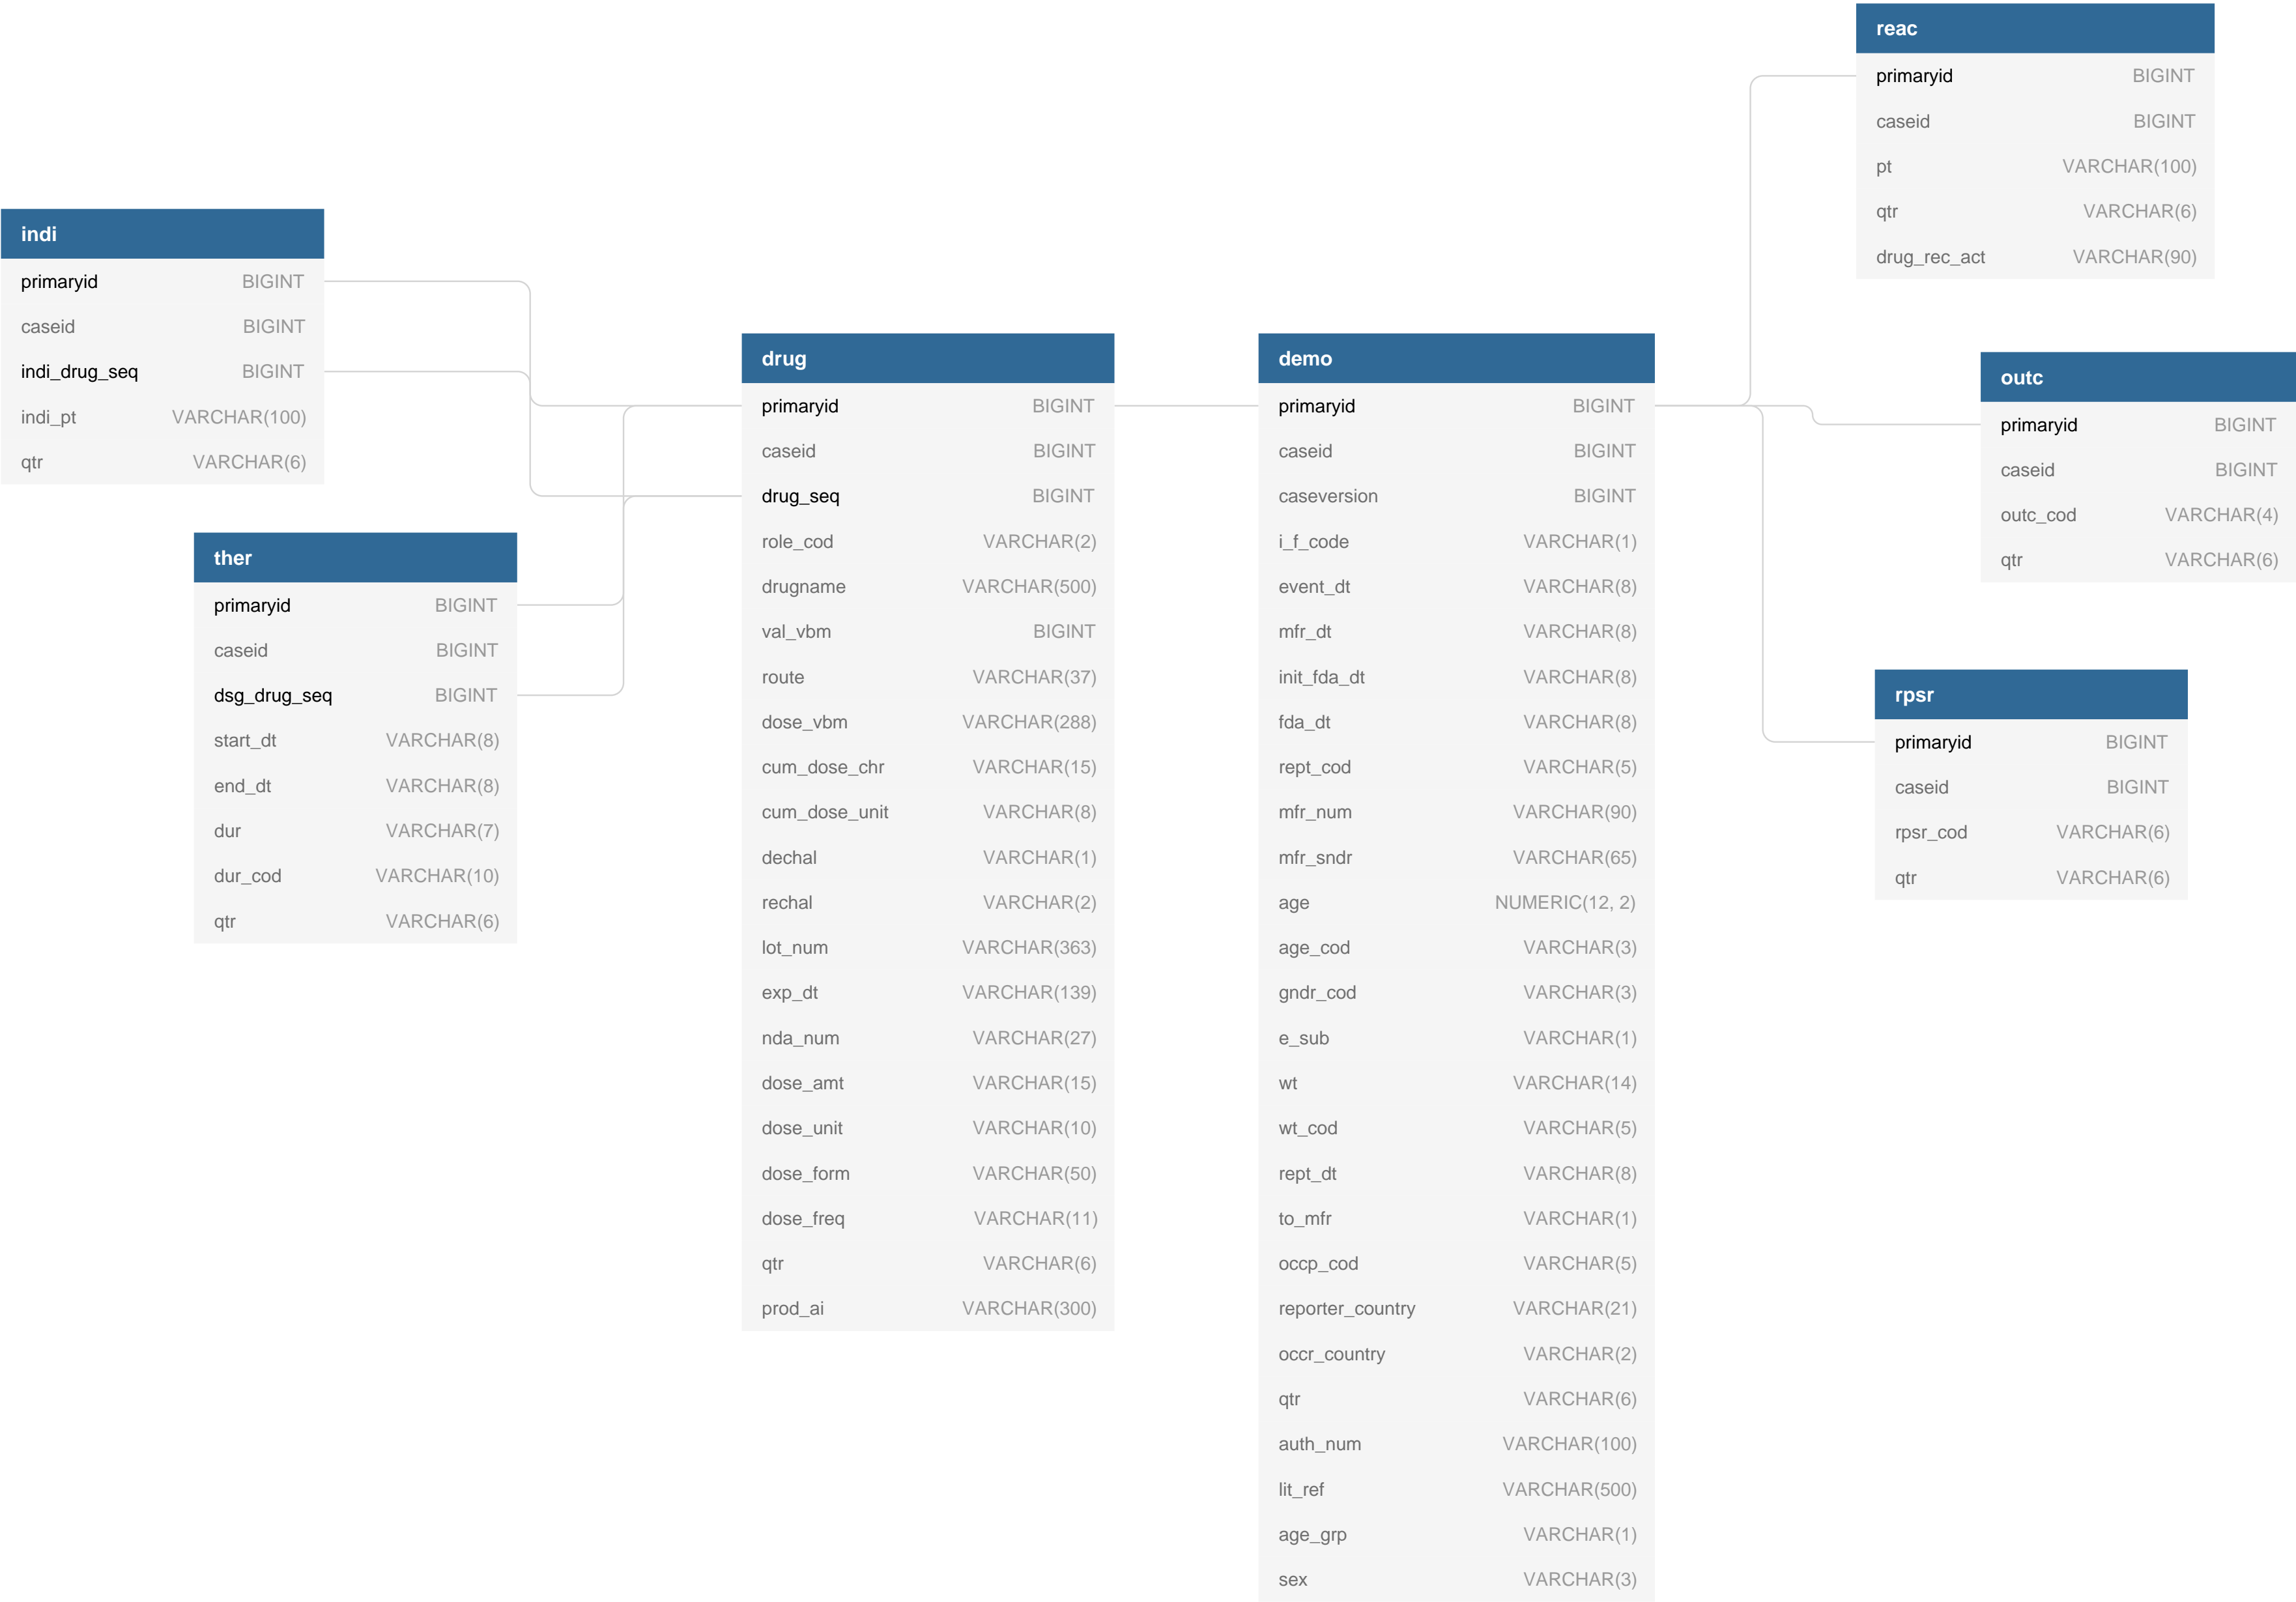 reac
primaryid BIGINT
caseid BIGINT
pt VARCHAR(100)
qtr VARCHAR(6)
drug_rec_act VARCHAR(90)
indi
primaryid BIGINT
caseid BIGINT
indi_drug_seq BIGINT
indi_pt VARCHAR(100)
qtr VARCHAR(6)
ther
primaryid BIGINT
caseid BIGINT
dsg_drug_seq BIGINT
start_dt VARCHAR(8)
end_dt VARCHAR(8)
dur VARCHAR(7)
dur_cod VARCHAR(10)
qtr VARCHAR(6)
drug
primaryid BIGINT
caseid BIGINT
drug_seq BIGINT
role_cod VARCHAR(2)
drugname VARCHAR(500)
val_vbm BIGINT
route VARCHAR(37)
dose_vbm VARCHAR(288)
cum_dose_chr VARCHAR(15)
cum_dose_unit VARCHAR(8)
dechal VARCHAR(1)
rechal VARCHAR(2)
lot_num VARCHAR(363)
exp_dt VARCHAR(139)
nda_num VARCHAR(27)
dose_amt VARCHAR(15)
dose_unit VARCHAR(10)
dose_form VARCHAR(50)
dose_freq VARCHAR(11)
qtr VARCHAR(6)
prod_ai VARCHAR(300)
demo
primaryid BIGINT
caseid BIGINT
caseversion BIGINT
i_f_code VARCHAR(1)
event_dt VARCHAR(8)
mfr_dt VARCHAR(8)
init_fda_dt VARCHAR(8)
fda_dt VARCHAR(8)
rept_cod VARCHAR(5)
mfr_num VARCHAR(90)
mfr_sndr VARCHAR(65)
age NUMERIC(12, 2)
age_cod VARCHAR(3)
gndr_cod VARCHAR(3)
e_sub VARCHAR(1)
wt VARCHAR(14)
wt_cod VARCHAR(5)
rept_dt VARCHAR(8)
to_mfr VARCHAR(1)
occp_cod VARCHAR(5)
reporter_country VARCHAR(21)
occr_country VARCHAR(2)
qtr VARCHAR(6)
auth_num VARCHAR(100)
lit_ref VARCHAR(500)
age_grp VARCHAR(1)
sex VARCHAR(3)
outc
primaryid BIGINT
caseid BIGINT
outc_cod VARCHAR(4)
qtr VARCHAR(6)
rpsr
primaryid BIGINT
caseid BIGINT
rpsr_cod VARCHAR(6)
qtr VARCHAR(6)